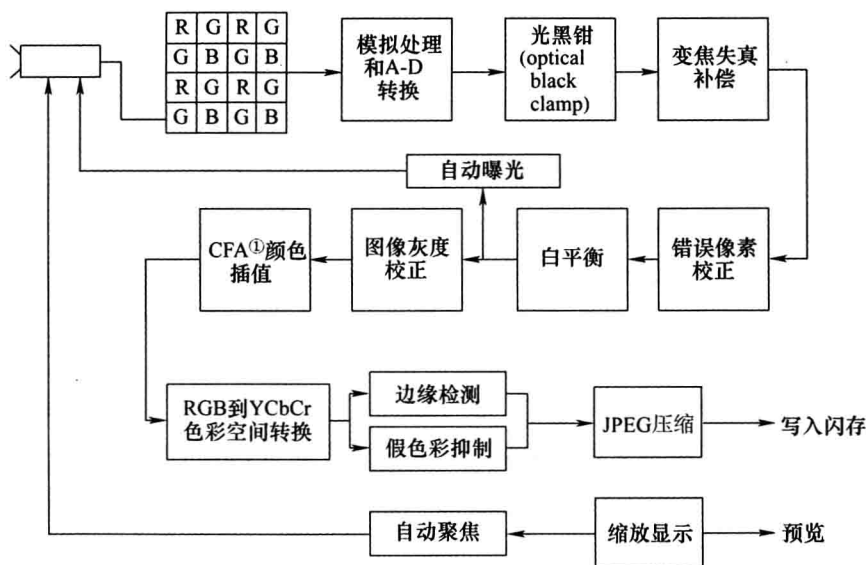 R G R G
G B G B
R G R G
G B G B
模拟处理
和A-D
转换
光黑钳
(optical
black
clamp)
变焦失真
补偿
自动曝光
CFA①颜色
插值
图像灰度
校正
白平衡
错误像素
校正
RGB到YCbCr
色彩空间转换
边缘检测
假色彩抑制
JPEG压缩
写入闪存
自动聚焦
缩放显示
预览